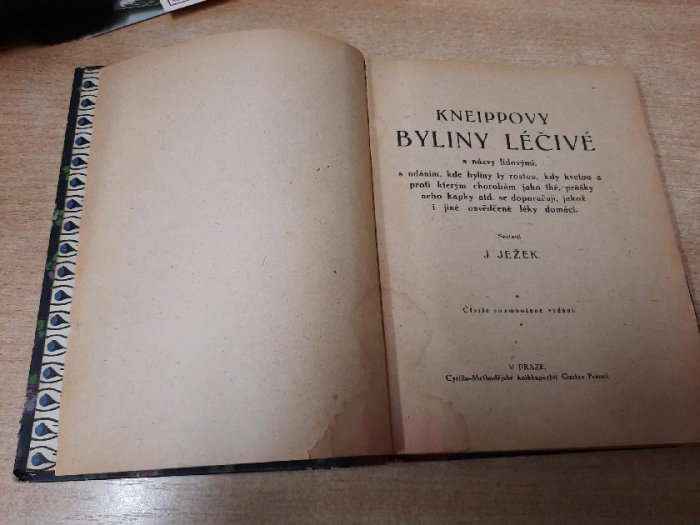 KNEIPPOVY
BYLINY LÉČIVÉ
s názvy lidovými,
s udáním, kde byliny ty rostou, kdy kvetou a
proti kterým chorobám jako thé, prášky
nebo kapky atd. se doporučují, jakož
i jiné osvědčené léky domácí.
Sestavil
J. JEŽEK.
Čtvrté rozmnožené vydání.
V PRAZE.
Cyrillo-Methodějské knihkupectví Gustav Francl.